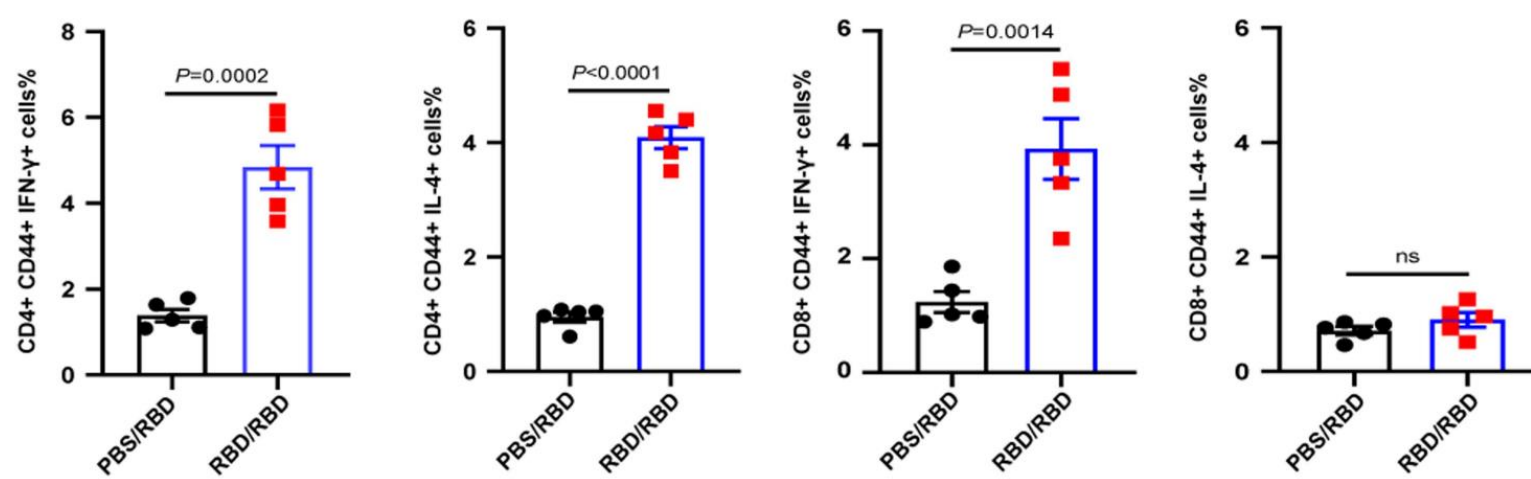 CD4+ CD44+ IFN-γ+ cells%
8
6
4
2
0
P=0.0002
PBS/RBD
RBD/RBD
CD4+ CD44+ IL-4+ cells%
6
4
2
0
P<0.0001
PBS/RBD
RBD/RBD
CD8+ CD44+ IFN-γ+ cells%
6
4
2
0
P=0.0014
PBS/RBD
RBD/RBD
CD8+ CD44+ IL-4+ cells%
6
4
2
0
ns
PBS/RBD
RBD/RBD